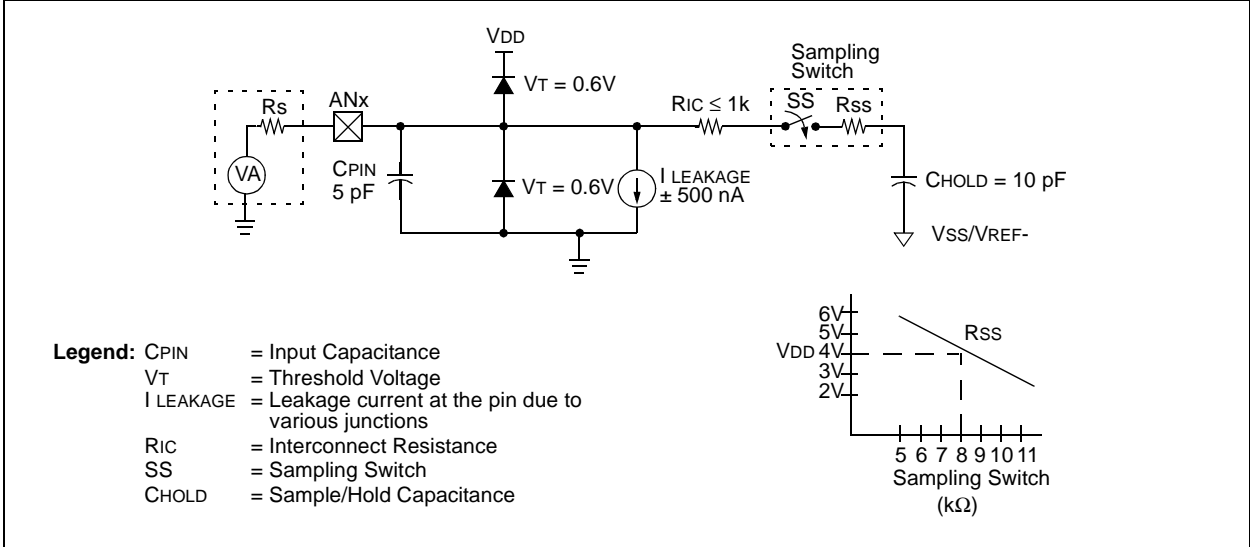 VDD
Sampling
Switch
VT = 0.6V
Rs
ANx
RIC ≤ 1k
SS
RSS
VA
CPIN
5 pF
VT = 0.6V
I LEAKAGE
± 500 nA
CHOLD = 10 pF
VSS/VREF-
Legend: CPIN = Input Capacitance
VT = Threshold Voltage
I LEAKAGE = Leakage current at the pin due to
various junctions
RIC = Interconnect Resistance
SS = Sampling Switch
CHOLD = Sample/Hold Capacitance
6V
5V
VDD 4V
3V
2V
RSS
5 6 7 8 9 10 11
Sampling Switch
(kΩ)